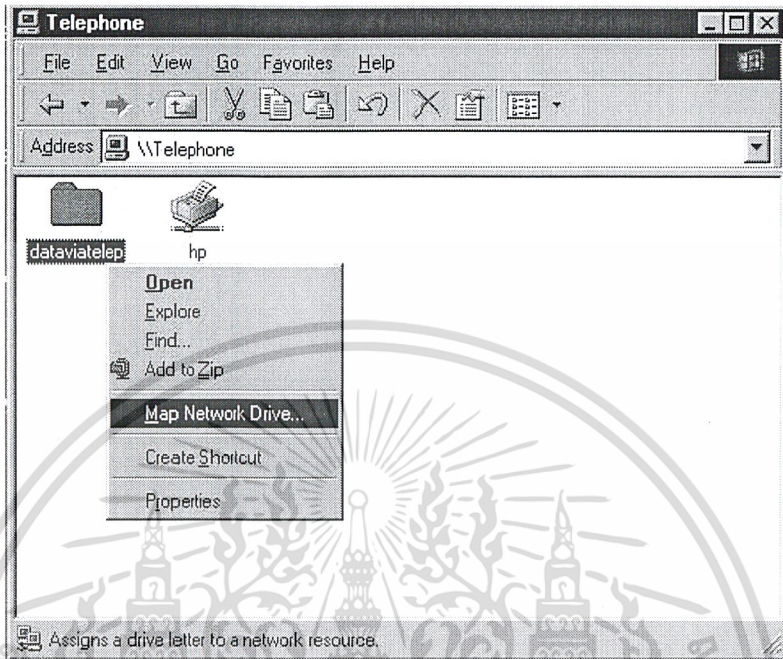 Telephone
File Edit View Go Favorites Help
Address \\Telephone
dataviatelep hp
Open
Explore
Find...
Add to Zip
Map Network Drive...
Create Shortcut
Properties
Assigns a drive letter to a network resource.